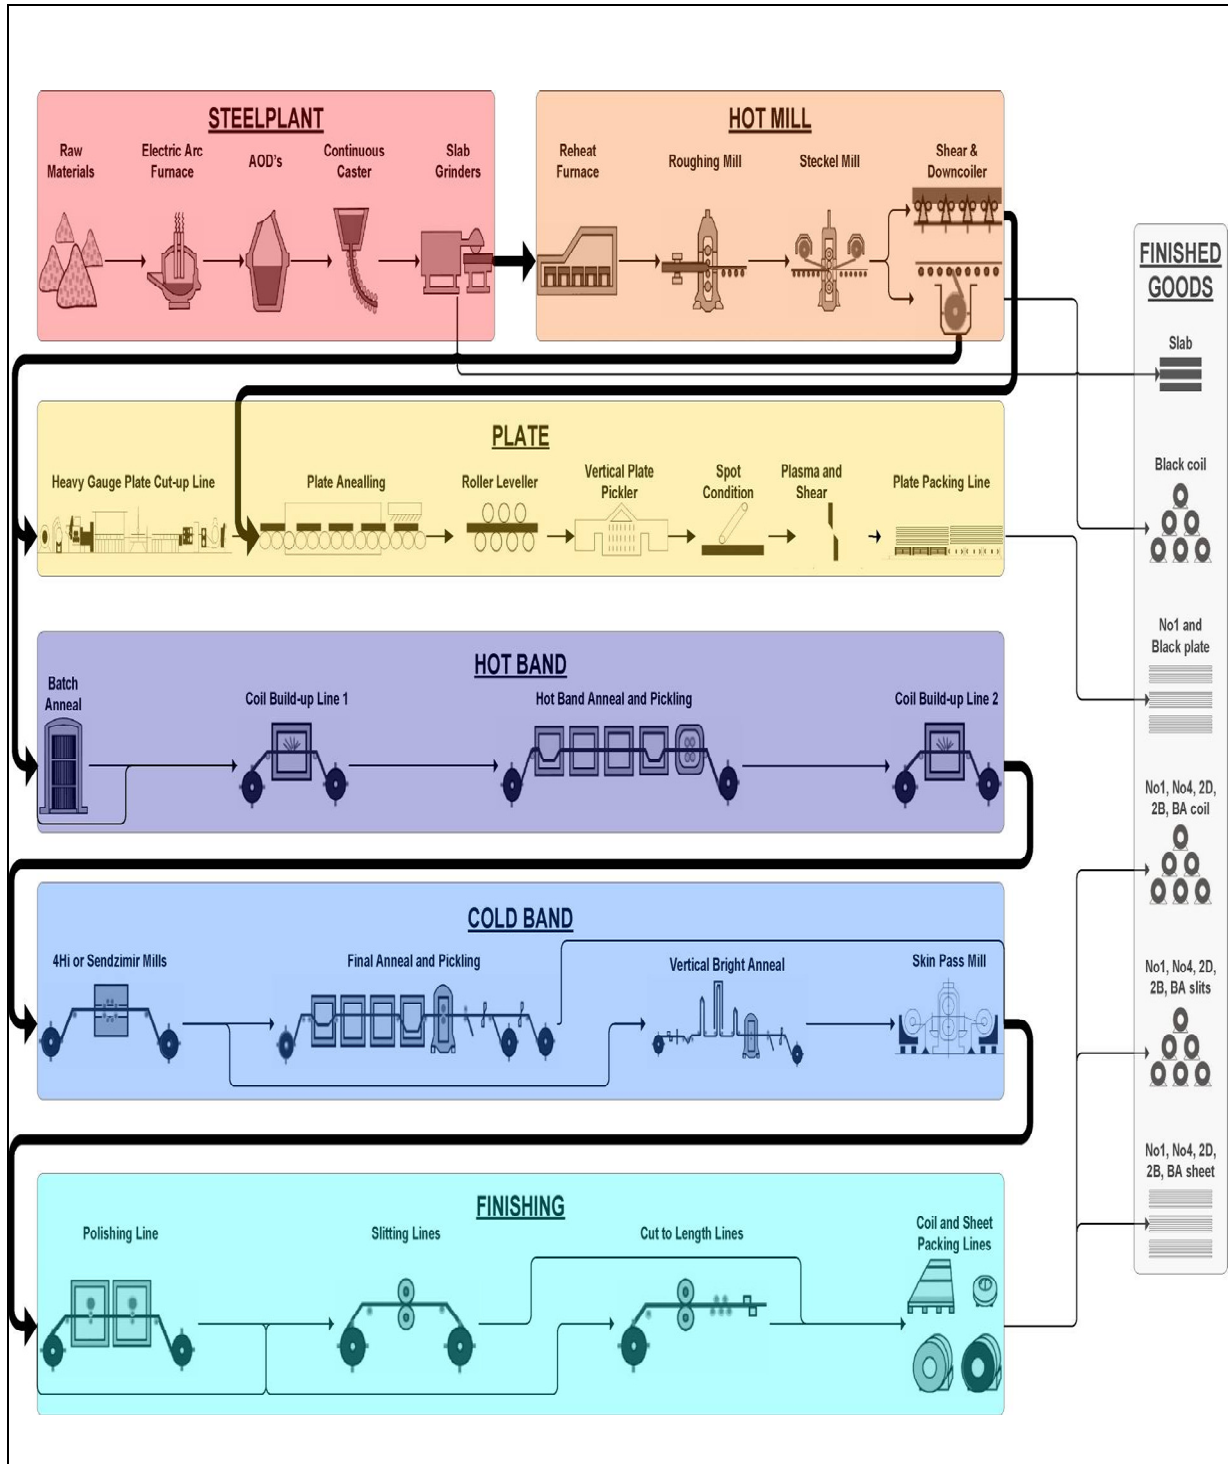 STEELPLANT
Raw
Materials
Electric Arc
Furnace
AOD's
Continuous
Caster
Slab
Grinders
HOT MILL
Reheat
Furnace
Roughing Mill
Steckel Mill
Shear &
Downcoiler
FINISHED
GOODS
Slab
Black coil
No1 and
Black plate
No1, No4, 2D,
2B, BA coil
No1, No4, 2D,
2B, BA slits
No1, No4, 2D,
2B, BA sheet
PLATE
Heavy Gauge Plate Cut-up Line
Plate Anealling
Roller Leveller
Vertical Plate
Pickler
Spot
Condition
Plasma and
Shear
Plate Packing Line
HOT BAND
Batch
Anneal
Coil Build-up Line 1
Hot Band Anneal and Pickling
Coil Build-up Line 2
COLD BAND
4Hi or Sendzimir Mills
Final Anneal and Pickling
Vertical Bright Anneal
Skin Pass Mill
FINISHING
Polishing Line
Slitting Lines
Cut to Length Lines
Coil and Sheet
Packing Lines